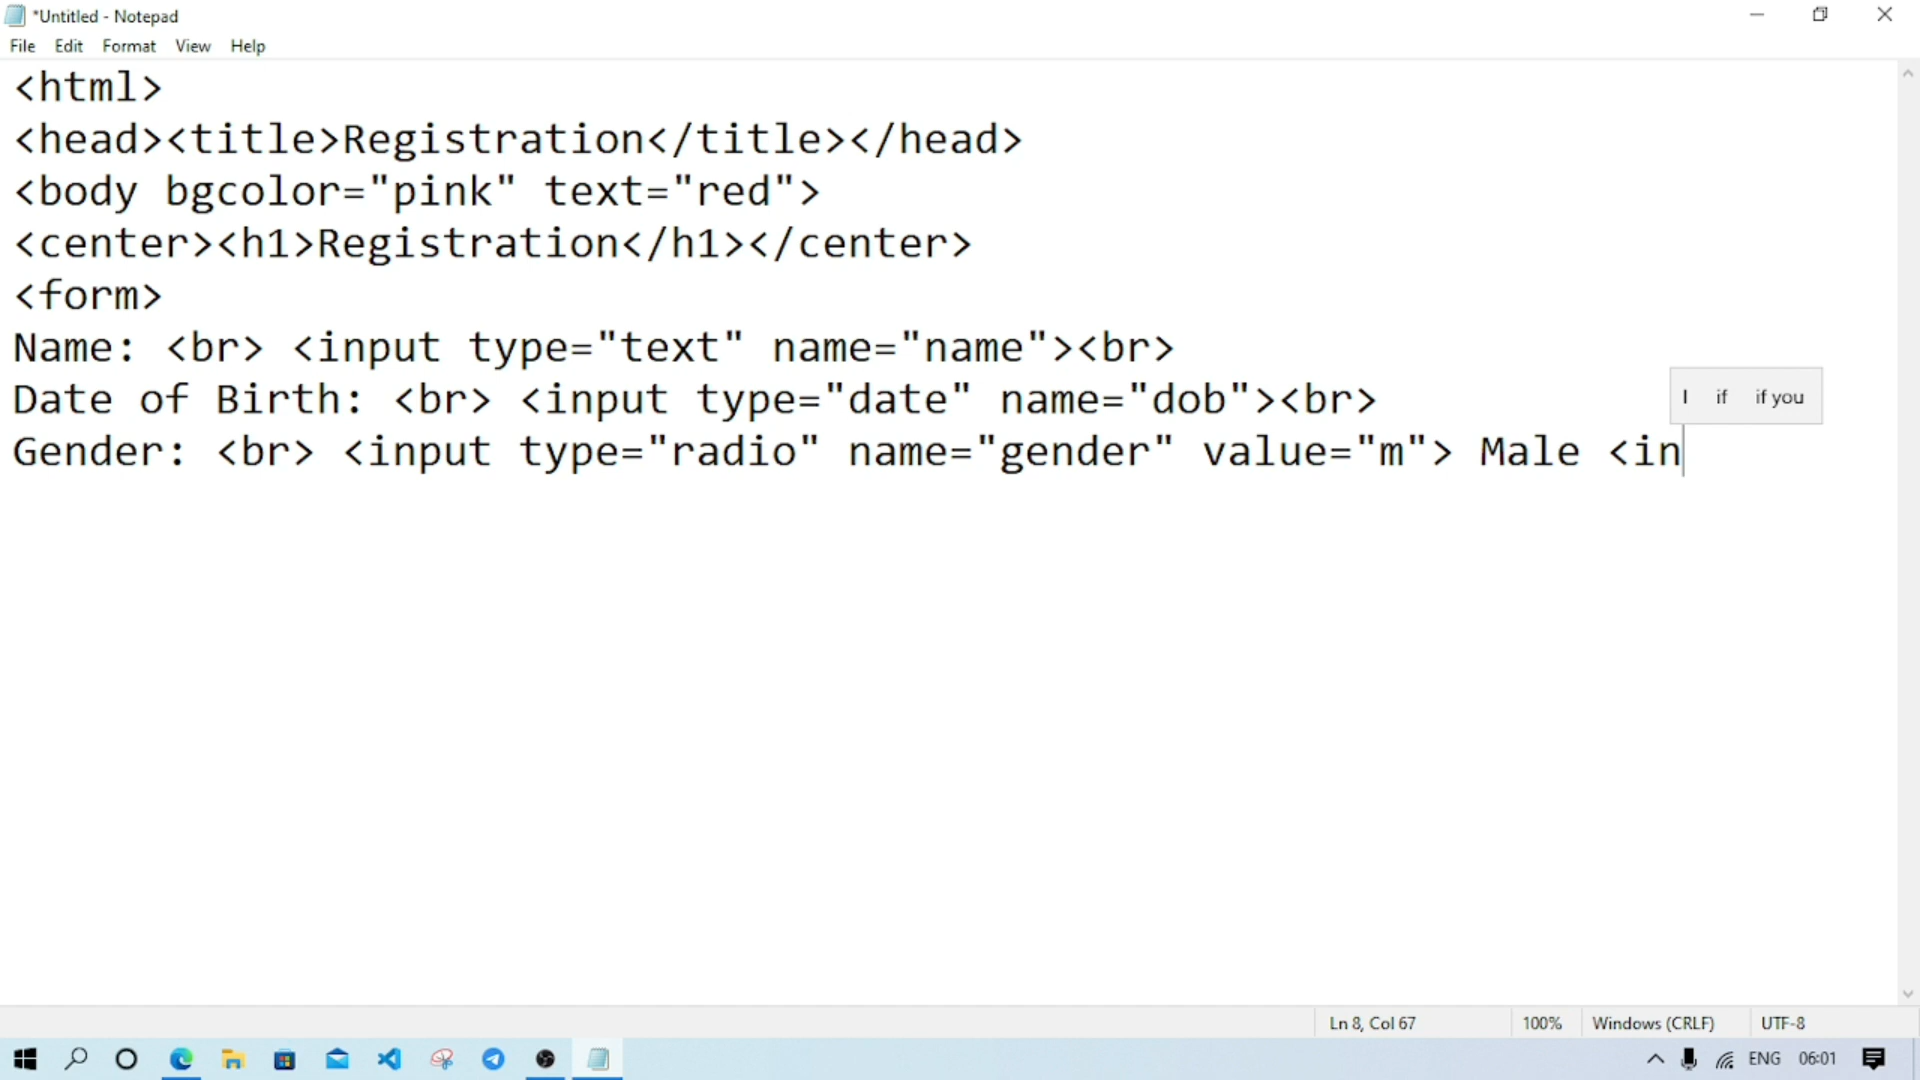 *Untitled - Notepad
File Edit Format View Help
<html>
<head><title>Registration</title></head>
<body bgcolor="pink" text="red">
<center><h1>Registration</h1></center>
<form>
Name: <br> <input type="text" name="name"><br>
Date of Birth: <br> <input type="date" name="dob"><br>
I if if you
Gender: <br> <input type="radio" name="gender" value="m"> Male <in
Ln 8, Col 67 100% Windows (CRLF) UTF-8
ENG 06:01